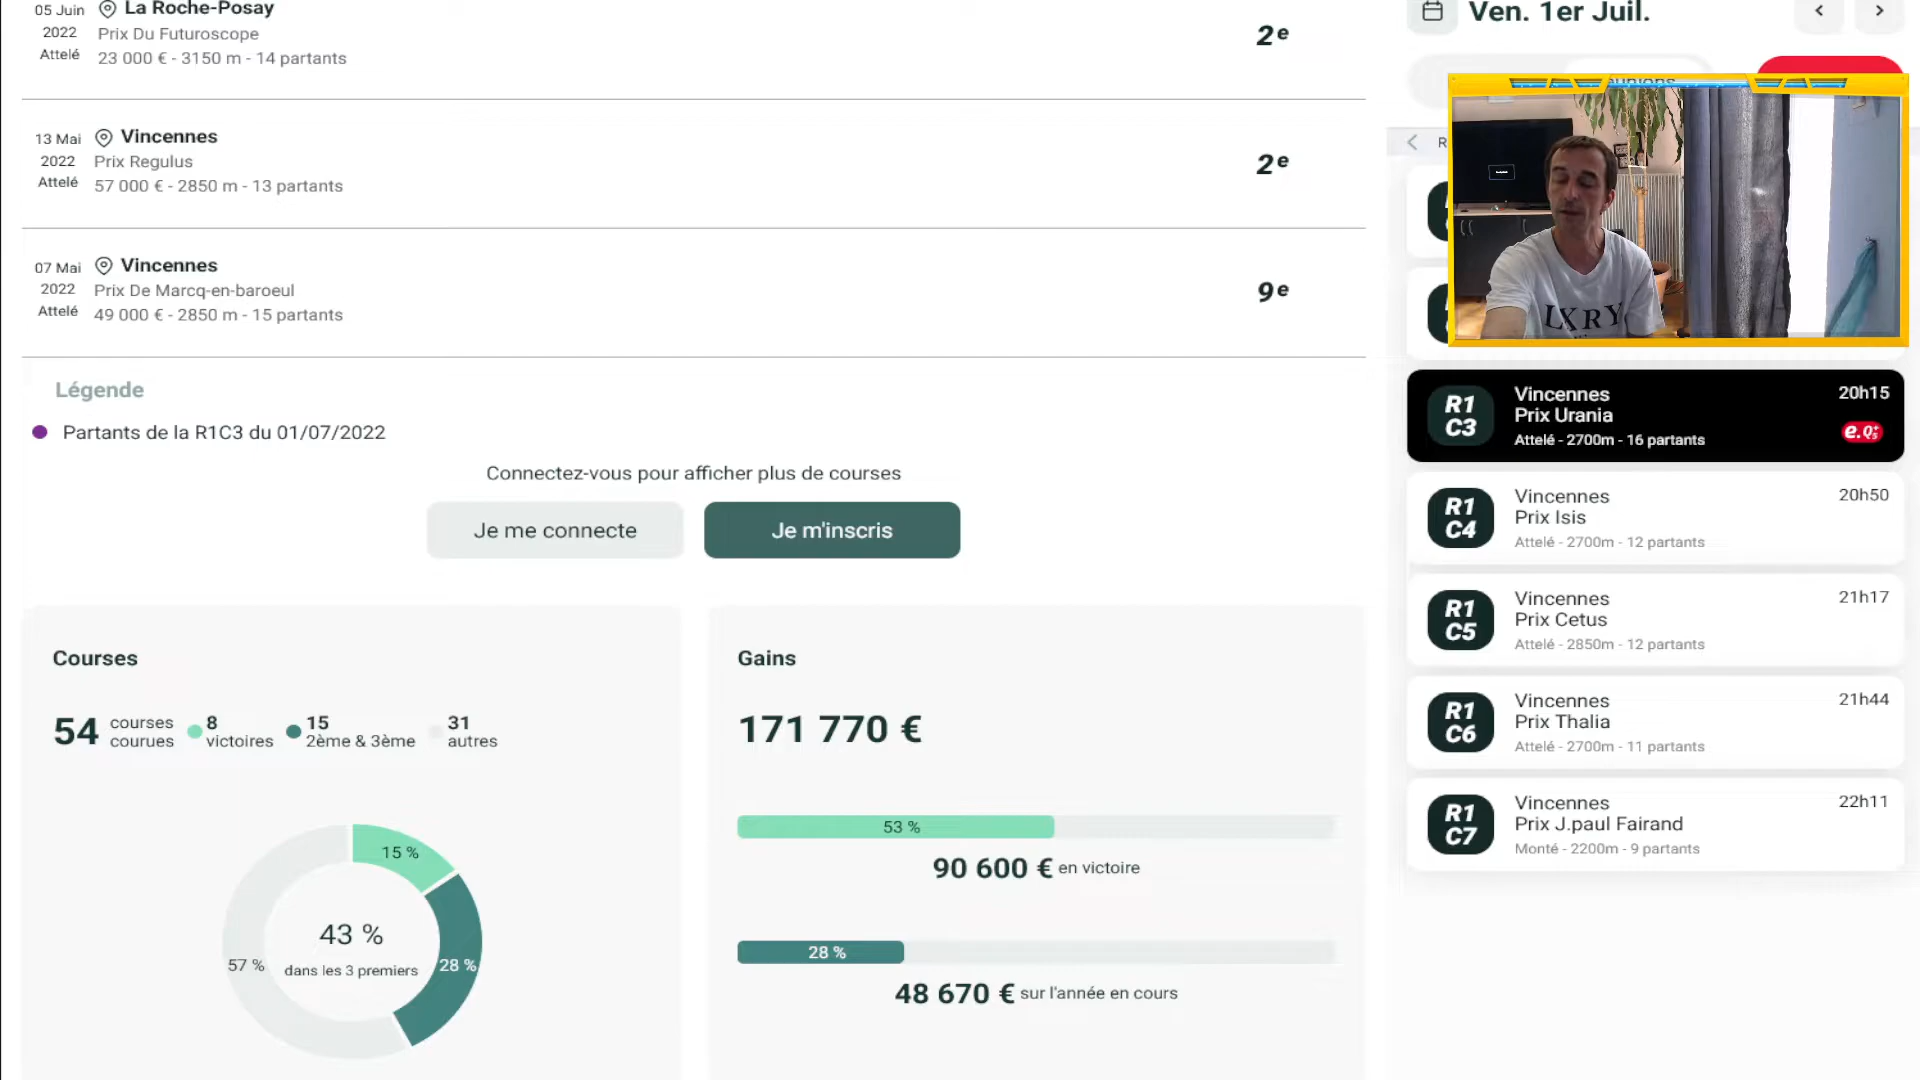 05 Juin
2022
Attelé
La Roche-Posay
Prix Du Futuroscope
23 000 € - 3150 m - 14 partants
2e
13 Mai
2022
Attelé
Vincennes
Prix Regulus
57 000 € - 2850 m - 13 partants
2e
07 Mai
2022
Attelé
Vincennes
Prix De Marcq-en-baroeul
49 000 € - 2850 m - 15 partants
9e
Légende
Partants de la R1C3 du 01/07/2022
Connectez-vous pour afficher plus de courses
Je me connecte
Je m'inscris
Courses
54 courses courues
8 victoires
15 2ème & 3ème
31 autres
15 %
43 %
dans les 3 premiers
57 %
28 %
Gains
171 770 €
53 %
90 600 € en victoire
28 %
48 670 € sur l'année en cours
Ven. 1er Juil.
R
LXRY
R1 C3
Vincennes
20h15
Prix Urania
Attelé - 2700m - 16 partants
R1 C4
Vincennes
20h50
Prix Isis
Attelé - 2700m - 12 partants
R1 C5
Vincennes
21h17
Prix Cetus
Attelé - 2850m - 12 partants
R1 C6
Vincennes
21h44
Prix Thalia
Attelé - 2700m - 11 partants
R1 C7
Vincennes
22h11
Prix J.paul Fairand
Monté - 2200m - 9 partants